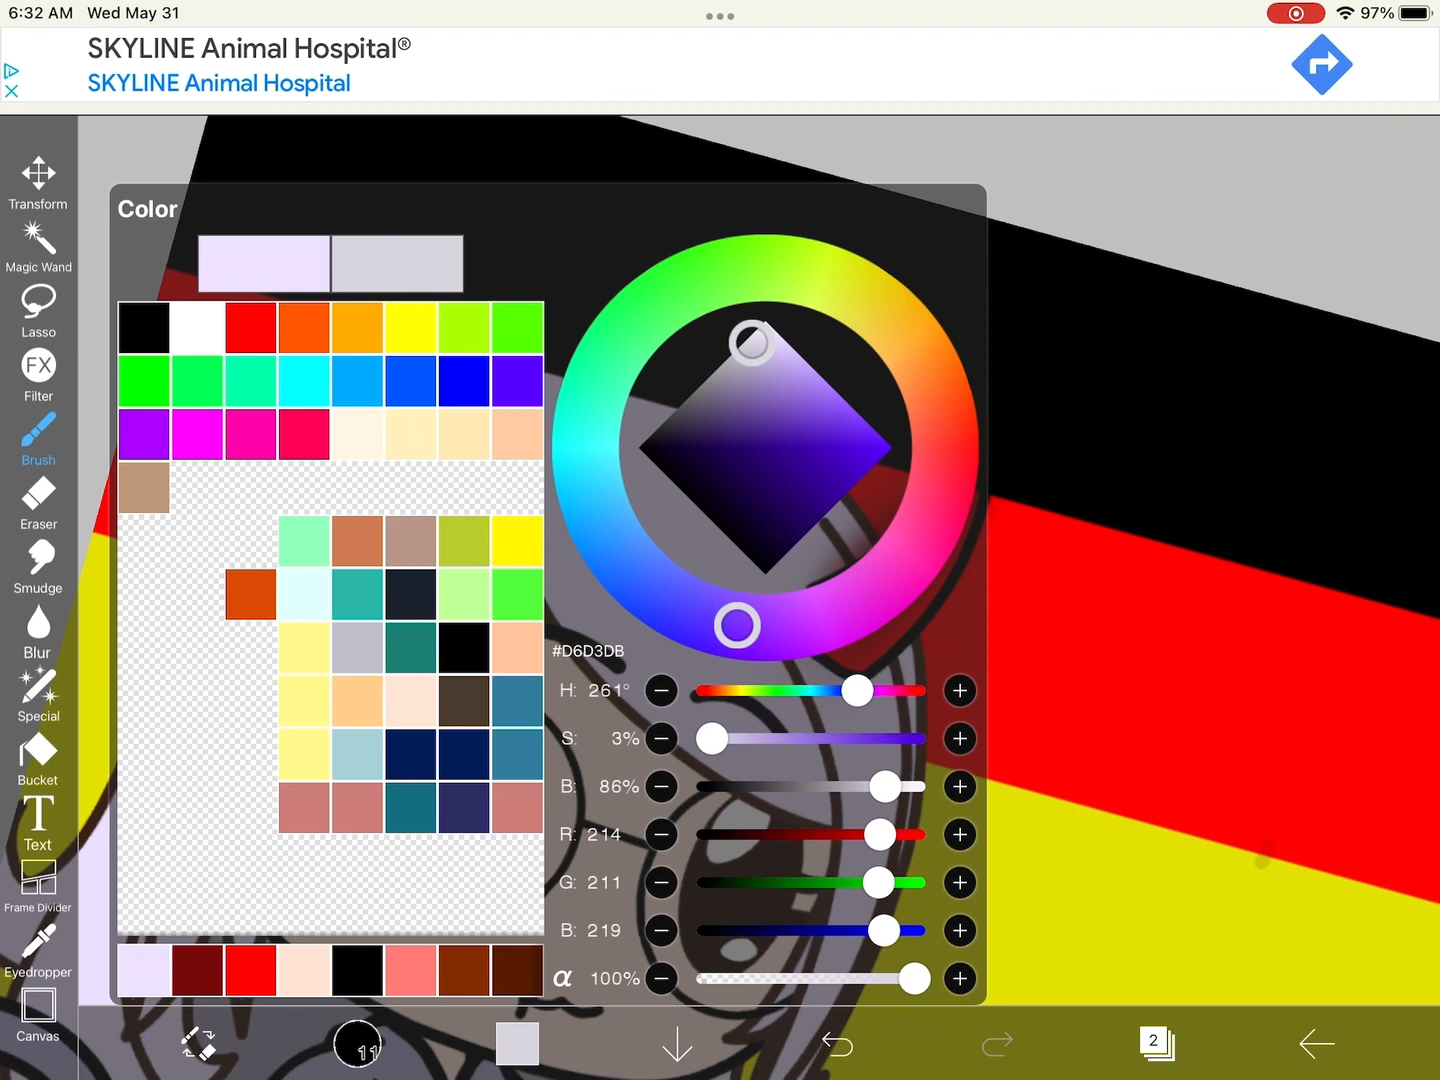 6:32 AM Wed May 31
97%
SKYLINE Animal Hospital®
SKYLINE Animal Hospital
Transform
Magic Wand
Lasso
FX
Filter
Brush
Eraser
Smudge
Blur
Special
Bucket
T
Text
Frame Divider
Eyedropper
Canvas
Color
#D6D3DB
H: 261°
S: 3%
B: 86%
R: 214
G: 211
B: 219
α 100%
11
2